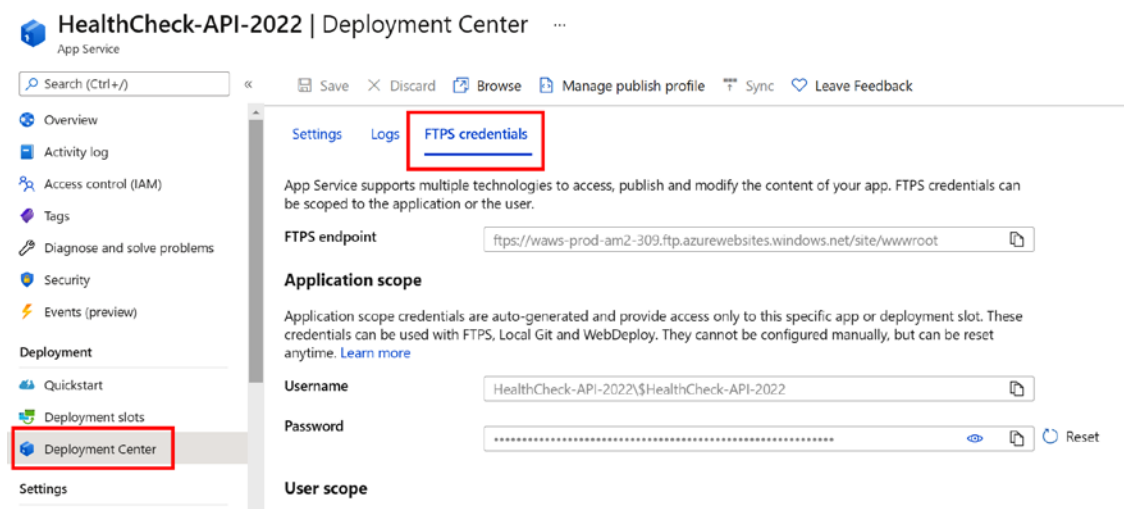 HealthCheck-API-2022 | Deployment Center ...
App Service
Search (Ctrl+/)
«
Save
Discard
Browse
Manage publish profile
Sync
Leave Feedback
Overview
Activity log
Access control (IAM)
Tags
Diagnose and solve problems
Security
Events (preview)
Deployment
Quickstart
Deployment slots
Deployment Center
Settings
Settings
Logs
FTPS credentials
App Service supports multiple technologies to access, publish and modify the content of your app. FTPS credentials can
be scoped to the application or the user.
FTPS endpoint
ftps://waws-prod-am2-309.ftp.azurewebsites.windows.net/site/wwwroot
Application scope
Application scope credentials are auto-generated and provide access only to this specific app or deployment slot. These
credentials can be used with FTPS, Local Git and WebDeploy. They cannot be configured manually, but can be reset
anytime. Learn more
Username
HealthCheck-API-2022\$HealthCheck-API-2022
Password
Reset
User scope